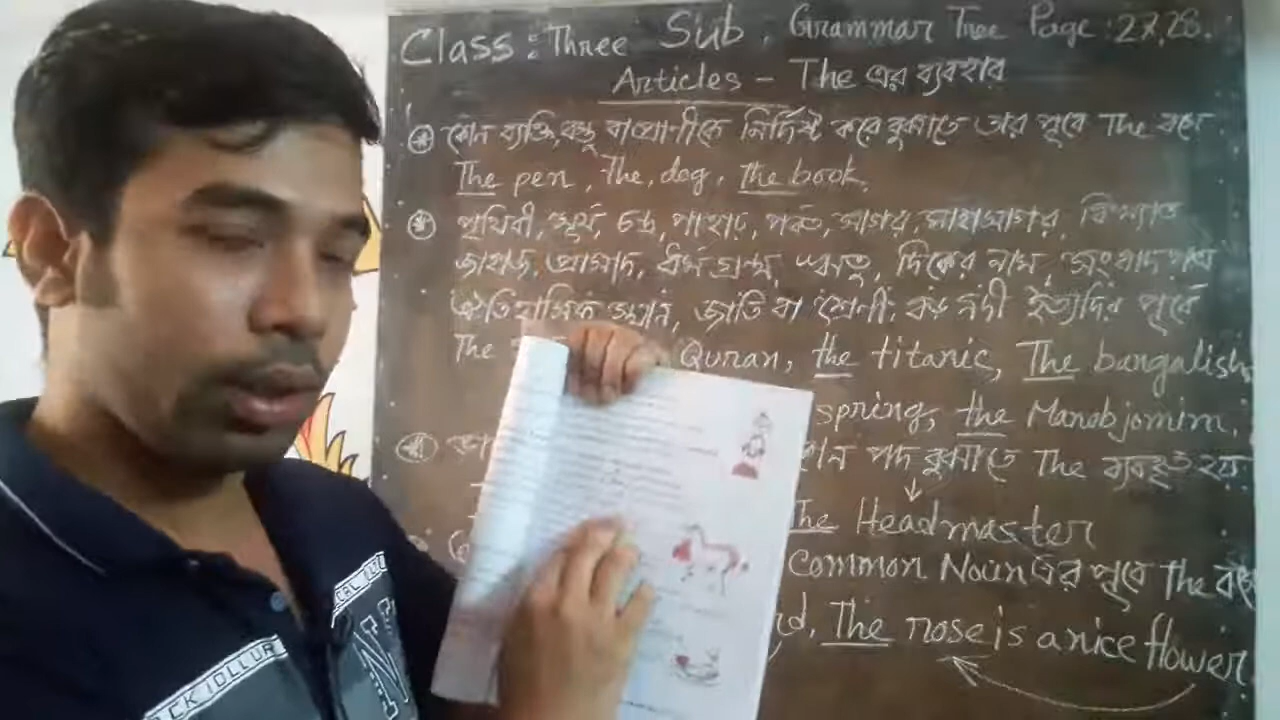 Class : Three Sub : Grammar Tree Page : 27,28.
Articles - The এর ব্যবহার
কোন ব্যক্তি, বস্তু বা প্রাণীকে নির্দিষ্ট করে বুঝাতে তার পূর্বে The বসে.
The pen, The, dog, The book.
পৃথিবী, সূর্য, চন্দ্র, পাহাড়, পর্বত, সাগর, মাহাসাগর, বিখ্যাত
জাহাজ, প্রাসাদ, ধর্ম গ্রন্থ, ঋতু, দিকের নাম, সংবাদপত্র
ঐতিহাসিক স্থান, জাতি বা শ্রেণী, বড় নদী ইত্যাদির পূর্বে
The Quran, the titanic, The bangalish,
spring, the Manobjomim,
পদ বুঝাতে The ব্যবহৃত হয়.
The Headmaster
common Noun এর পূর্বে The বসে
The rose is a nice flower.